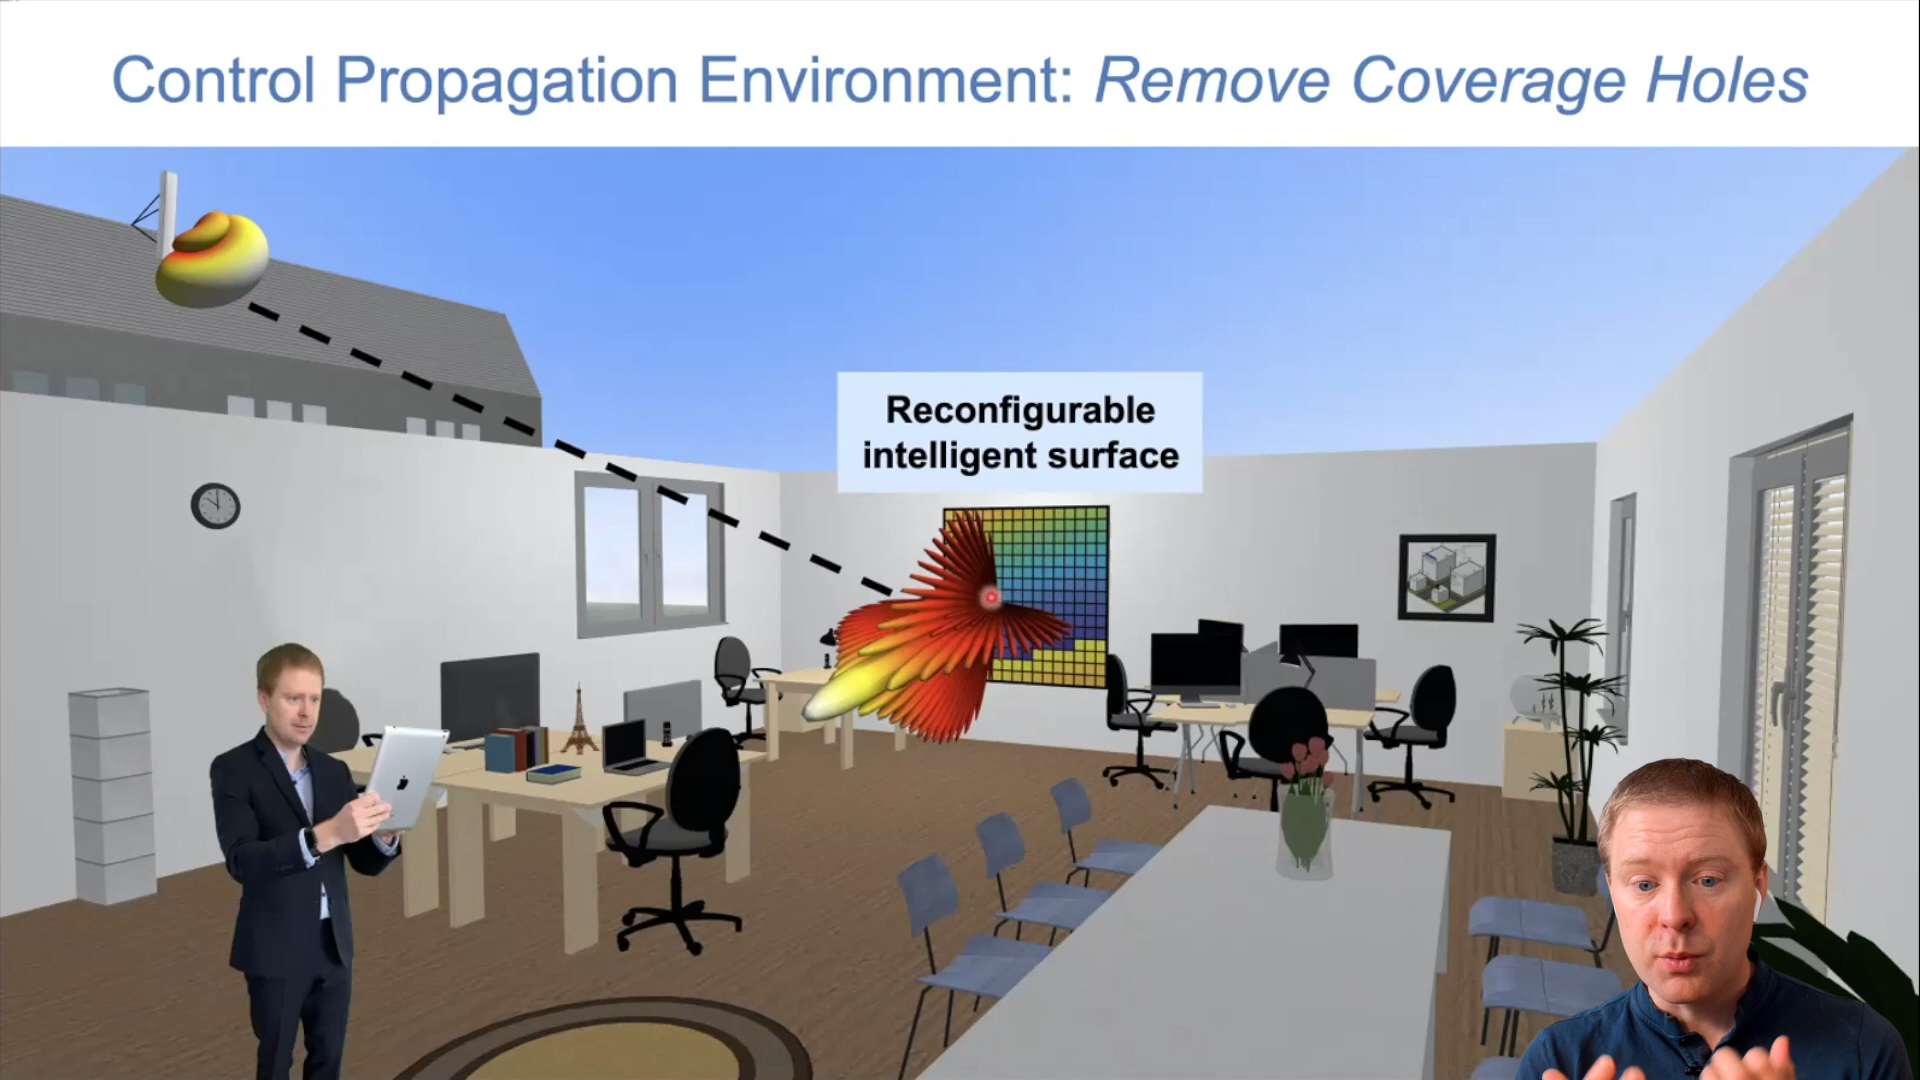 Control Propagation Environment: Remove Coverage Holes
Reconfigurable
intelligent surface